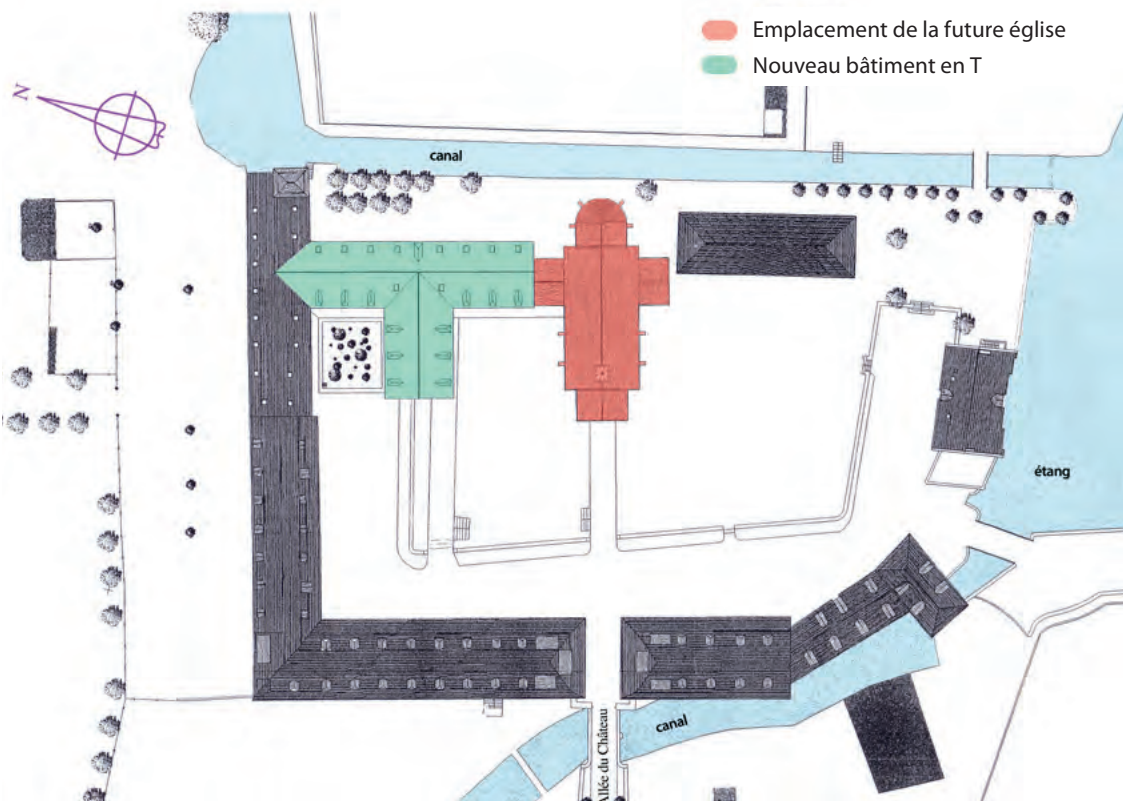 Emplacement de la future église
Nouveau bâtiment en T
N
canal
étang
canal
Allée du Château